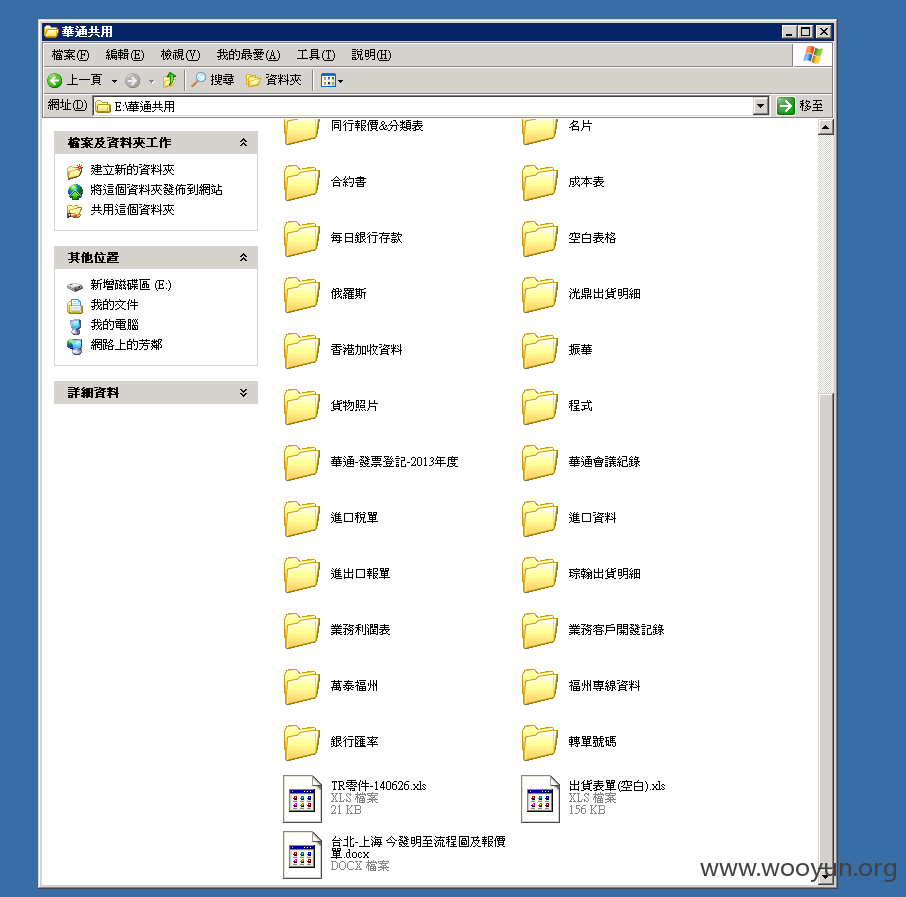 華通共用
檔案(F) 編輯(E) 檢視(V) 我的最愛(A) 工具(T) 說明(H)
上一頁 搜尋 資料夾
網址(D) E:\華通共用 移至
檔案及資料夾工作
建立新的資料夾
將這個資料夾發佈到網站
共用這個資料夾
其他位置
新增磁碟區 (E:)
我的文件
我的電腦
網路上的芳鄰
詳細資料
同行報價&分類表 名片
合約書 成本表
每日銀行存款 空白表格
俄羅斯 洸鼎出貨明細
香港加收資料 振華
貨物照片 程式
華通-發票登記-2013年度 華通會議紀錄
進口稅單 進口資料
進出口報單 琮翰出貨明細
業務利潤表 業務客戶開發記錄
萬泰福州 福州專線資料
銀行匯率 轉單號碼
TR零件-140626.xls 出貨表單(空白).xls
XLS 檔案 XLS 檔案
21 KB 156 KB
台北-上海 今發明至流程圖及報價
單.docx
DOCX 檔案
www.wooyun.org